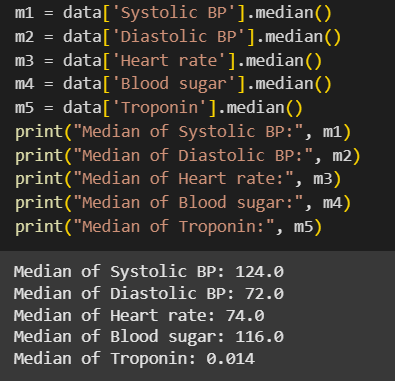 m1 = data['Systolic BP'].median()
m2 = data['Diastolic BP'].median()
m3 = data['Heart rate'].median()
m4 = data['Blood sugar'].median()
m5 = data['Troponin'].median()
print("Median of Systolic BP:", m1)
print("Median of Diastolic BP:", m2)
print("Median of Heart rate:", m3)
print("Median of Blood sugar:", m4)
print("Median of Troponin:", m5)
Median of Systolic BP: 124.0
Median of Diastolic BP: 72.0
Median of Heart rate: 74.0
Median of Blood sugar: 116.0
Median of Troponin: 0.014